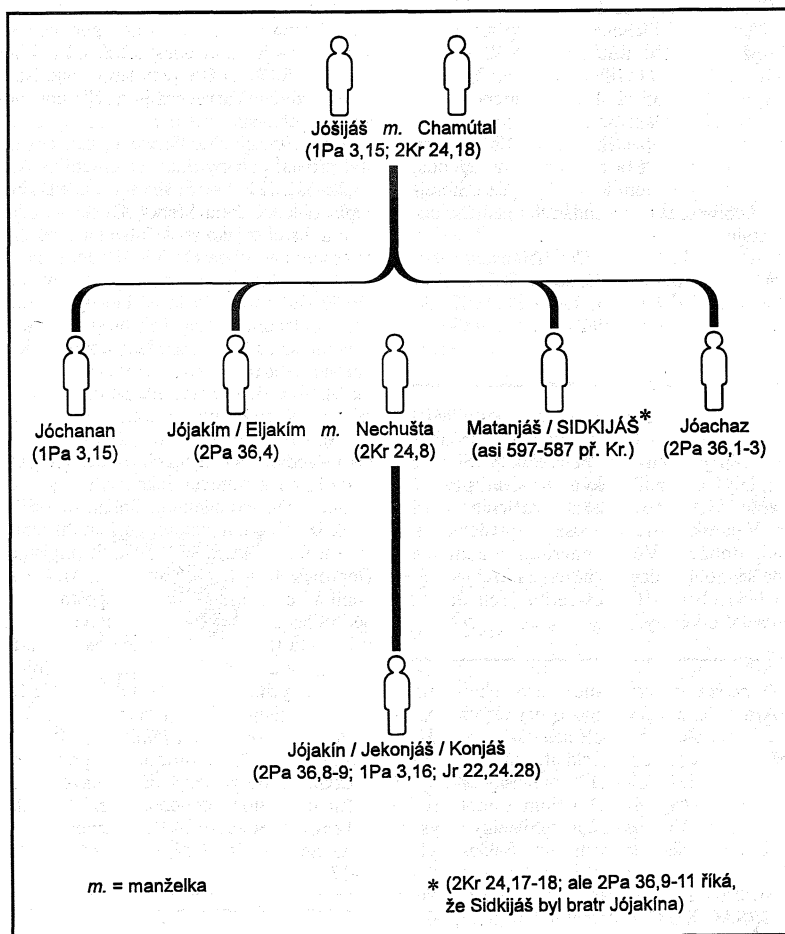 Jóšijáš m. Chamútal
(1Pa 3,15; 2Kr 24,18)
Jóchanan
(1Pa 3,15)
Jójakím / Eljakím m. Nechušta
(2Pa 36,4) (2Kr 24,8)
Matanjáš / SIDKIJÁŠ*
(asi 597-587 př. Kr.)
Jóachaz
(2Pa 36,1-3)
Jójakín / Jekonjáš / Konjáš
(2Pa 36,8-9; 1Pa 3,16; Jr 22,24.28)
m. = manželka
* (2Kr 24,17-18; ale 2Pa 36,9-11 říká,
že Sidkijáš byl bratr Jójakína)